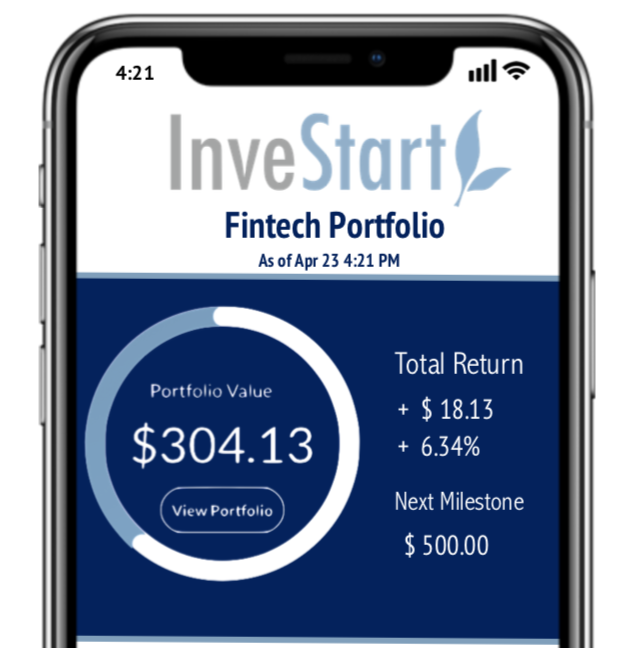 4:21
InveStart
Fintech Portfolio
As of Apr 23 4:21 PM
Portfolio Value
$304.13
View Portfolio
Total Return
+ $ 18.13
+ 6.34%
Next Milestone
$ 500.00